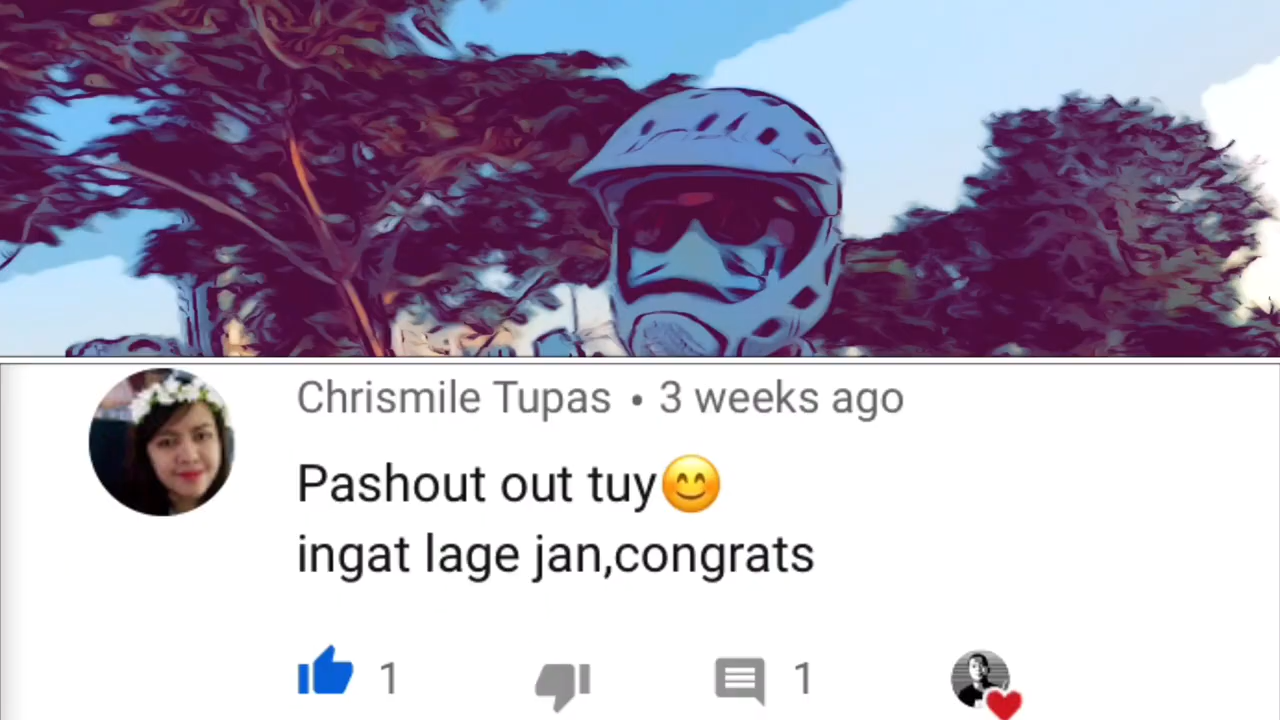 Chrismile Tupas • 3 weeks ago
Pashout out tuy😊
ingat lage jan,congrats
1 1